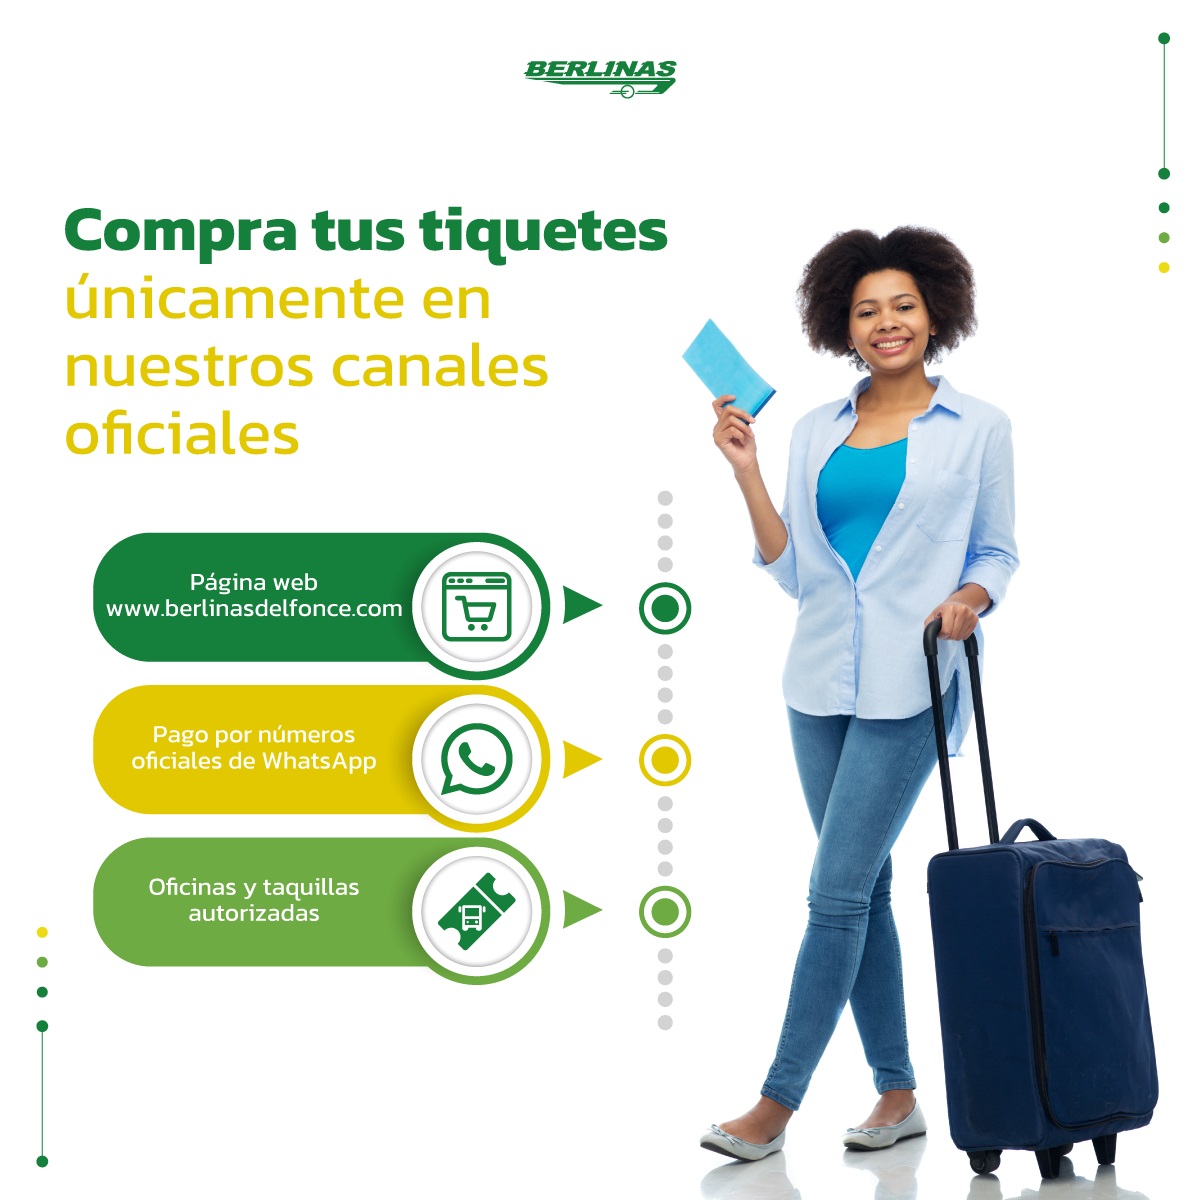 BERLINAS
Compra tus tiquetes
únicamente en
nuestros canales
oficiales
Página web
www.berlinasdelfonce.com
Pago por números
oficiales de WhatsApp
Oficinas y taquillas
autorizadas